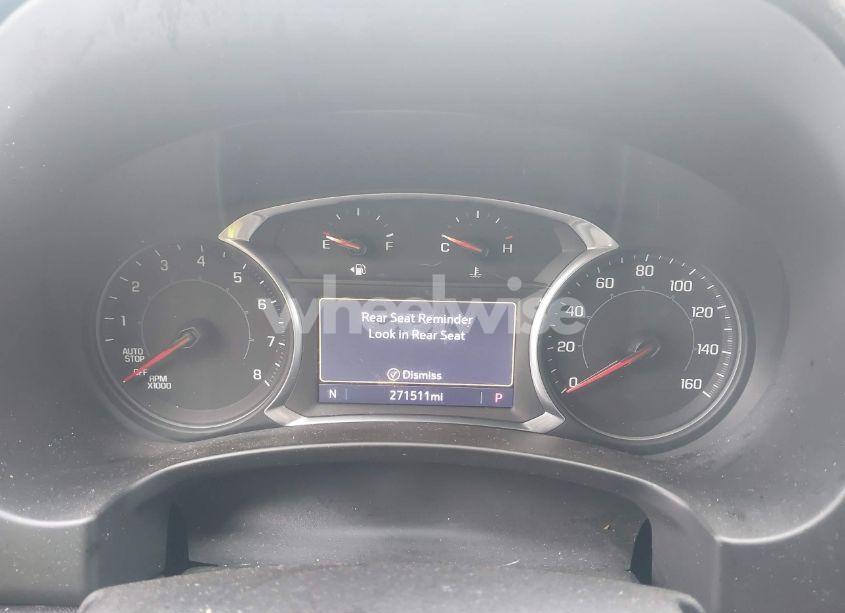 E F C H
1 2 3 4 5 6 7 8
AUTO
STOP
OFF
RPM
X1000
wheelwise
Rear Seat Reminder
Look in Rear Seat
Dismiss
N 271511mi P
0 20 40 60 80 100 120 140 160